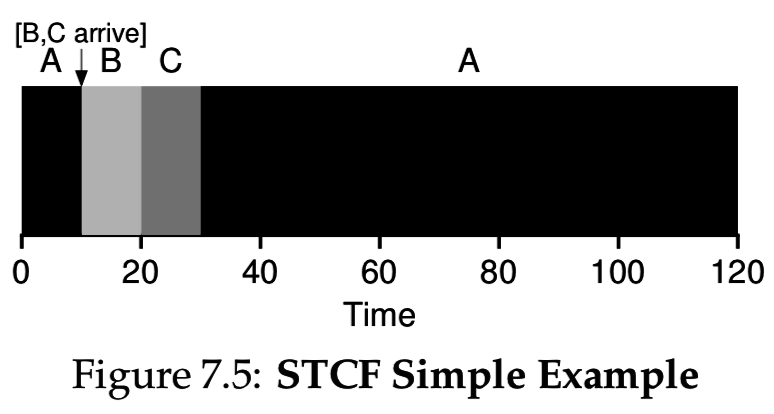 [B,C arrive]
A B C A
0 20 40 60 80 100 120
Time
Figure 7.5: STCF Simple Example